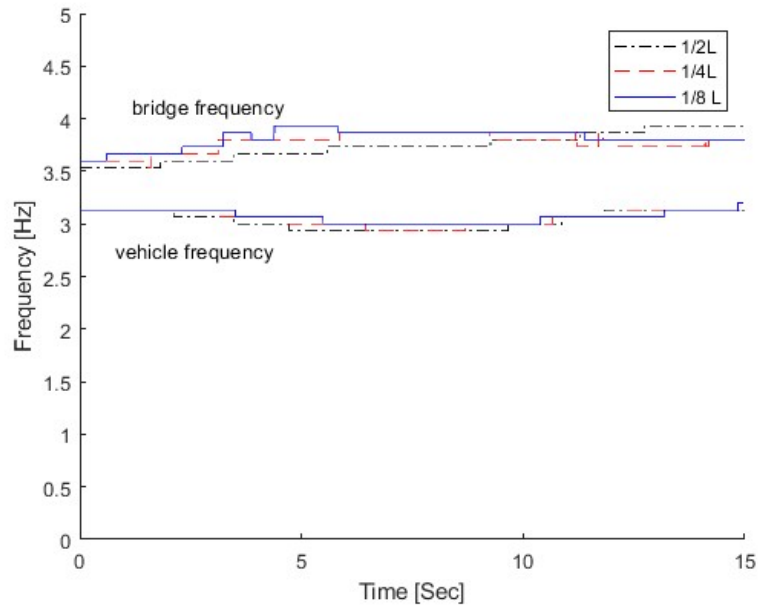 5
4.5
4
3.5
3
2.5
2
1.5
1
0.5
0
Frequency [Hz]
bridge frequency
vehicle frequency
1/2L
1/4L
1/8 L
0
5
10
15
Time [Sec]